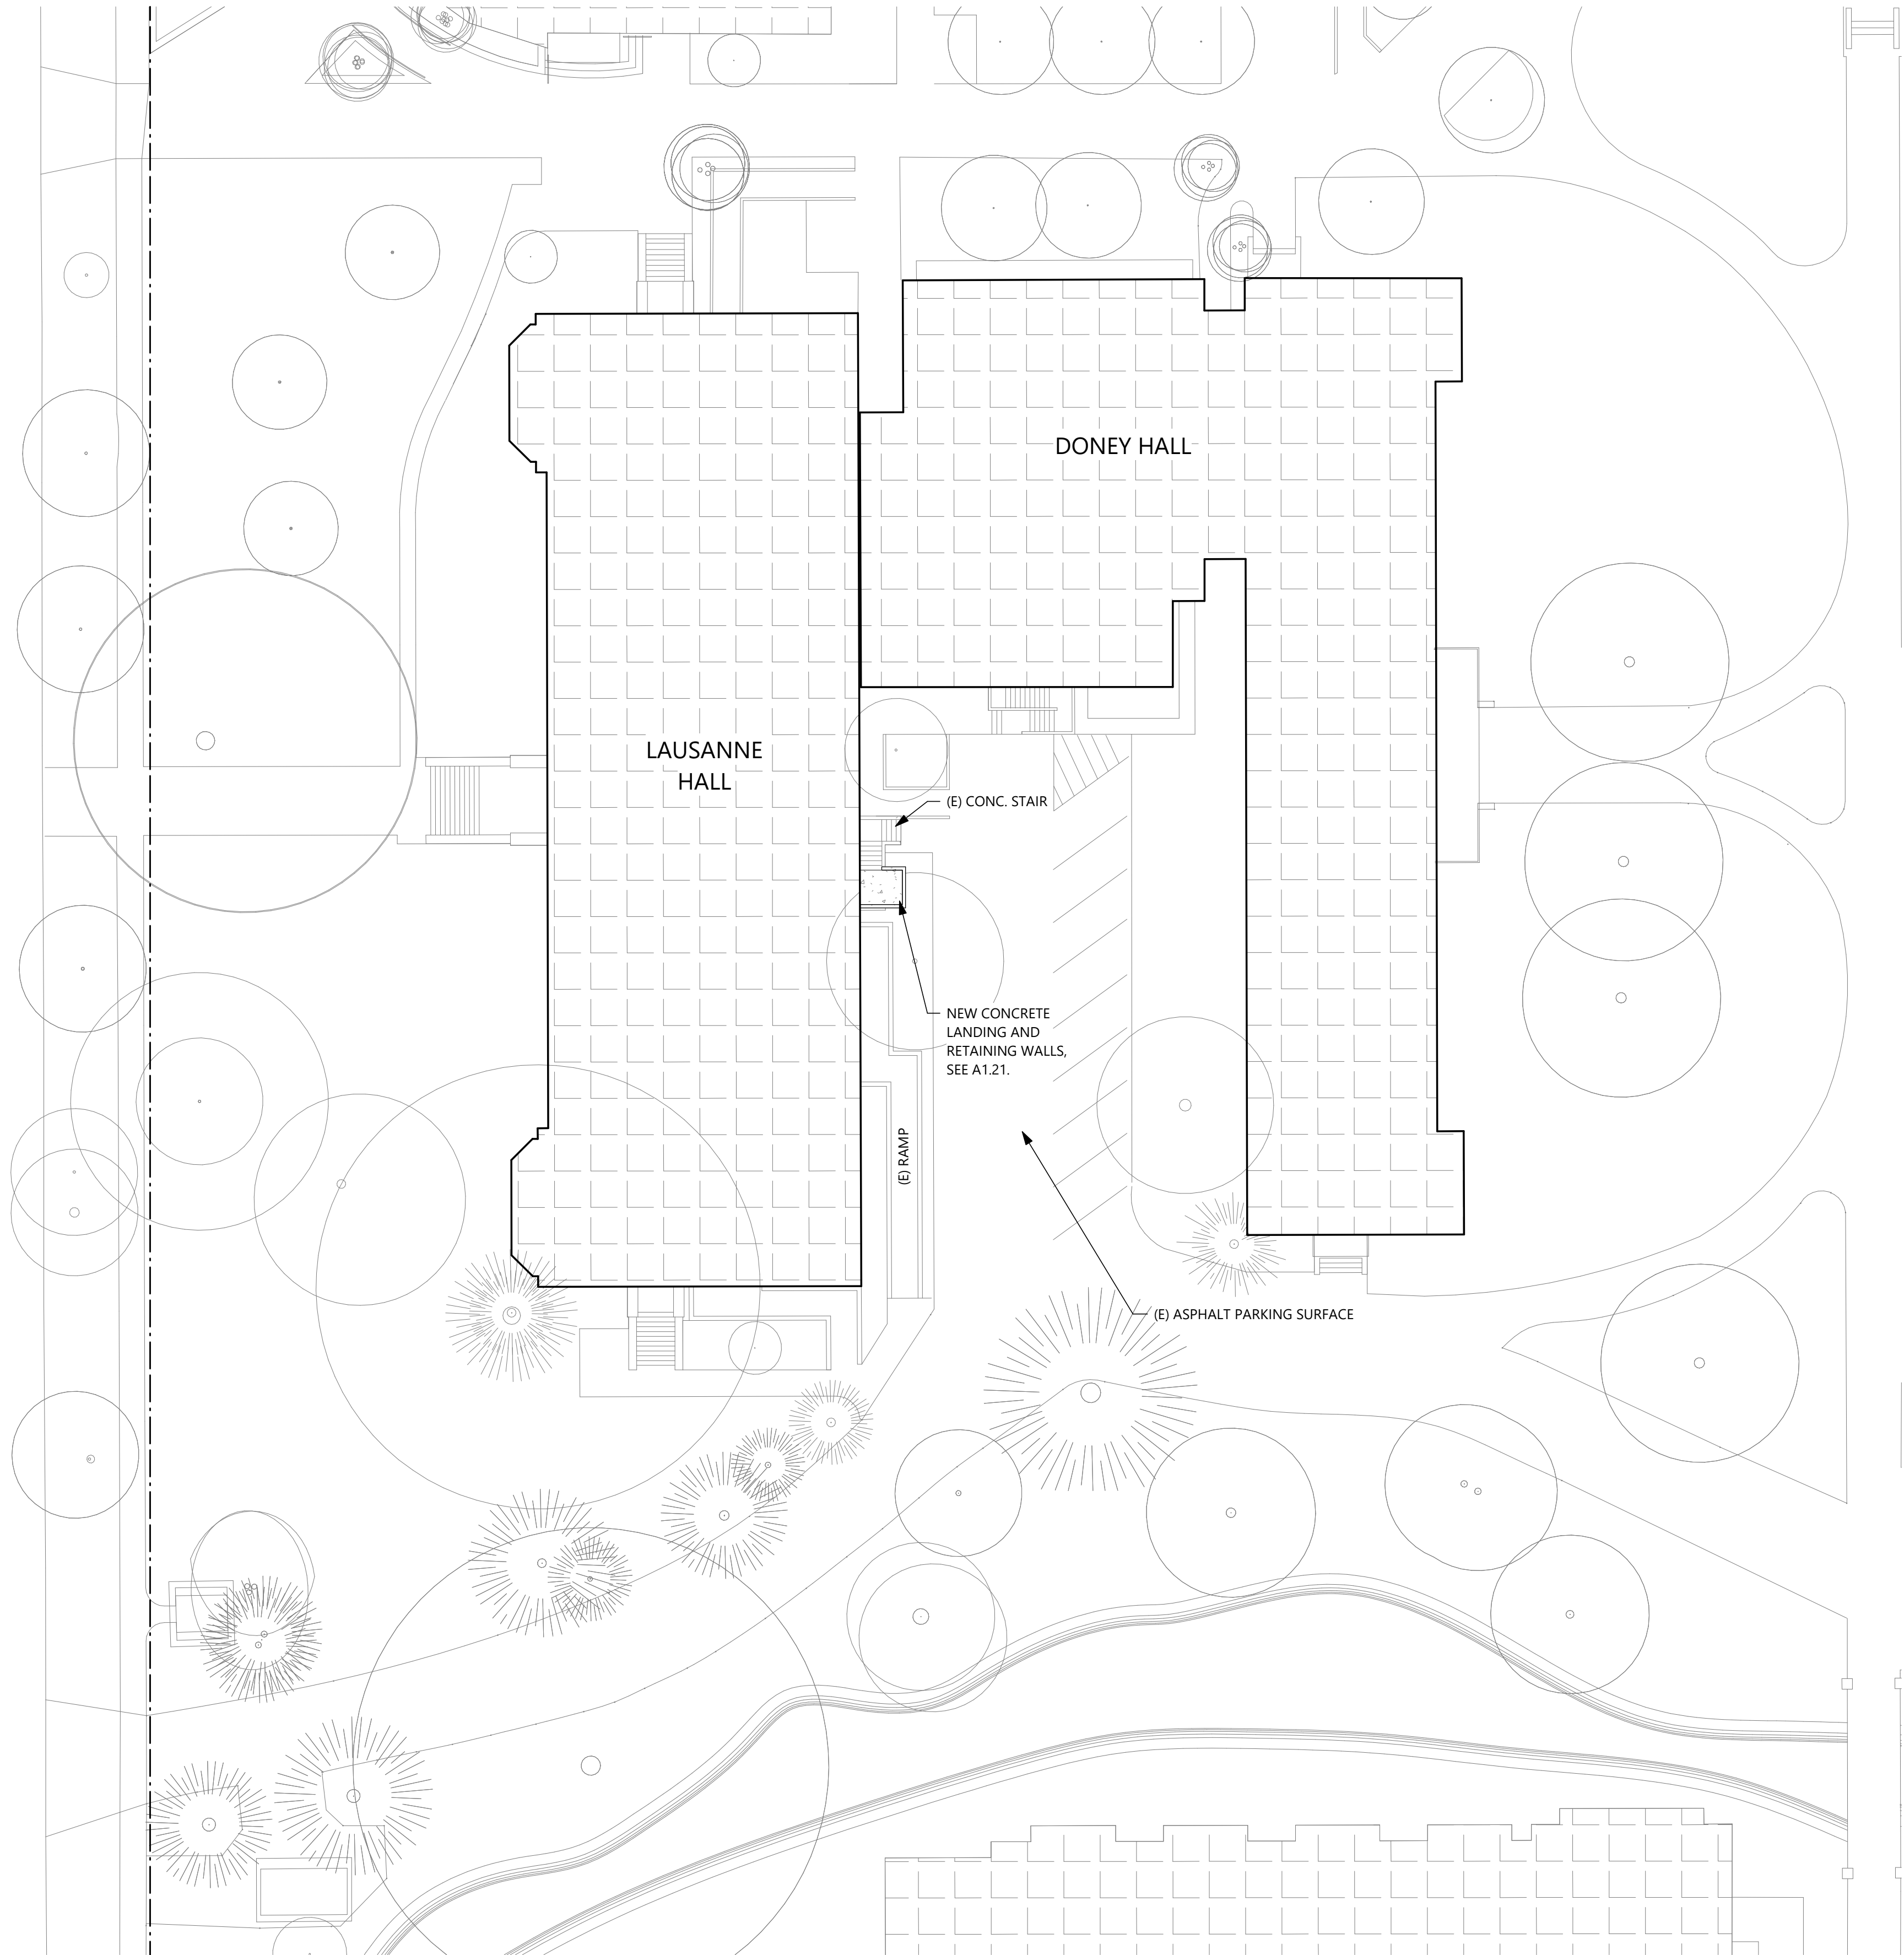 DONEY HALL
LAUSANNE
HALL
(E) CONC. STAIR
NEW CONCRETE
LANDING AND
RETAINING WALLS,
SEE A1.21.
(E) RAMP
(E) ASPHALT PARKING SURFACE